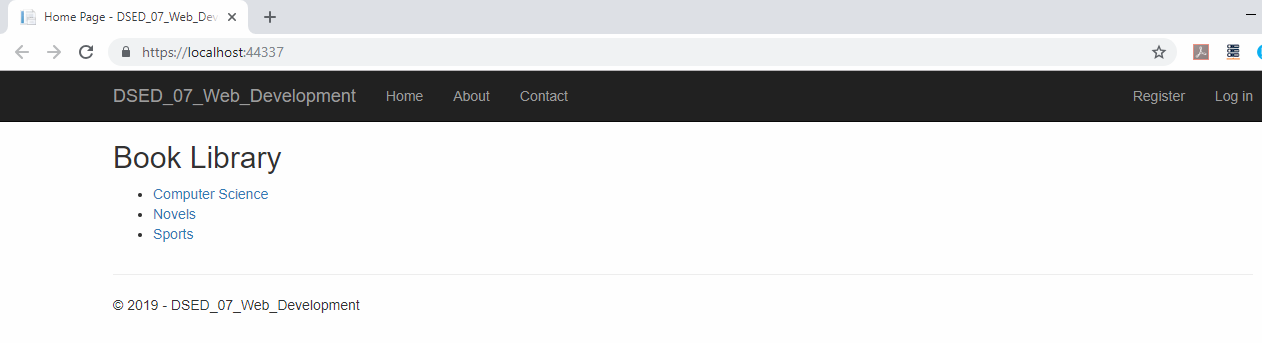 Home Page - DSED_07_Web_Dev
https://localhost:44337
DSED_07_Web_Development Home About Contact Register Log in
Book Library
Computer Science
Novels
Sports
© 2019 - DSED_07_Web_Development